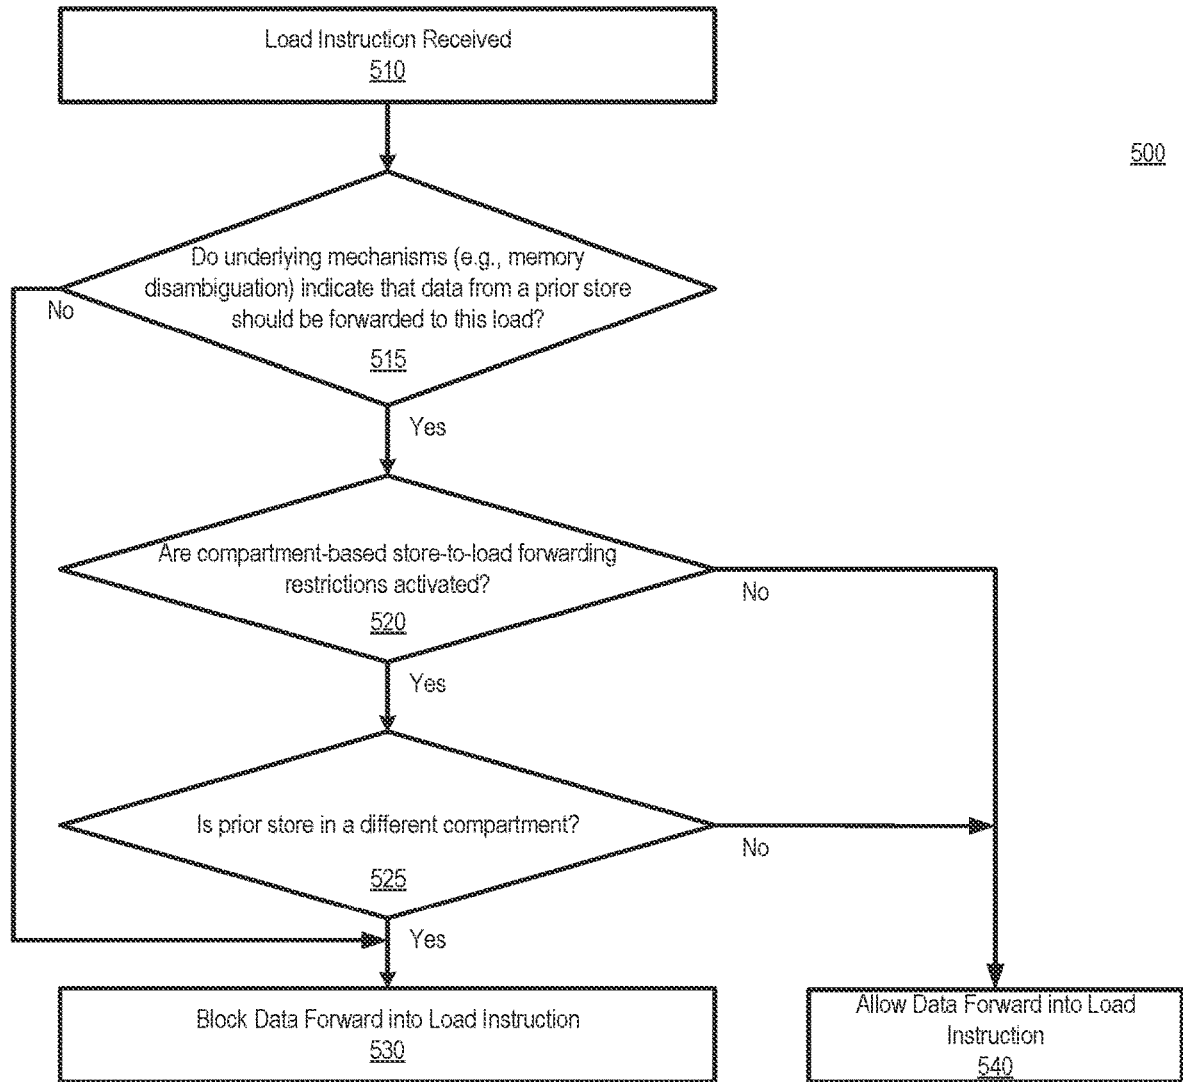 Load Instruction Received
510
500
Do underlying mechanisms (e.g., memory
disambiguation) indicate that data from a prior store
should be forwarded to this load?
515
No
Yes
Are compartment-based store-to-load forwarding
restrictions activated?
520
No
Yes
Is prior store in a different compartment?
525
No
Yes
Block Data Forward into Load Instruction
530
Allow Data Forward into Load
Instruction
540